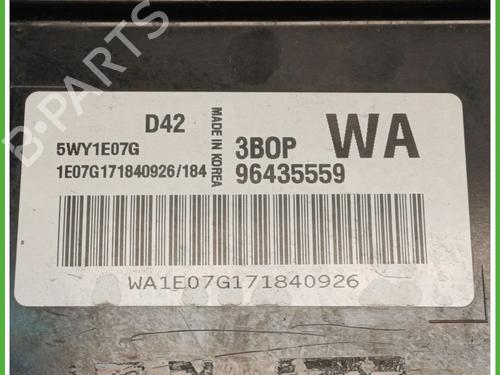 D42
5WY1E07G
1E07G171840926/184
MADE IN KOREA
3BOP
WA
96435559
WA1E07G171840926
B-PARTS